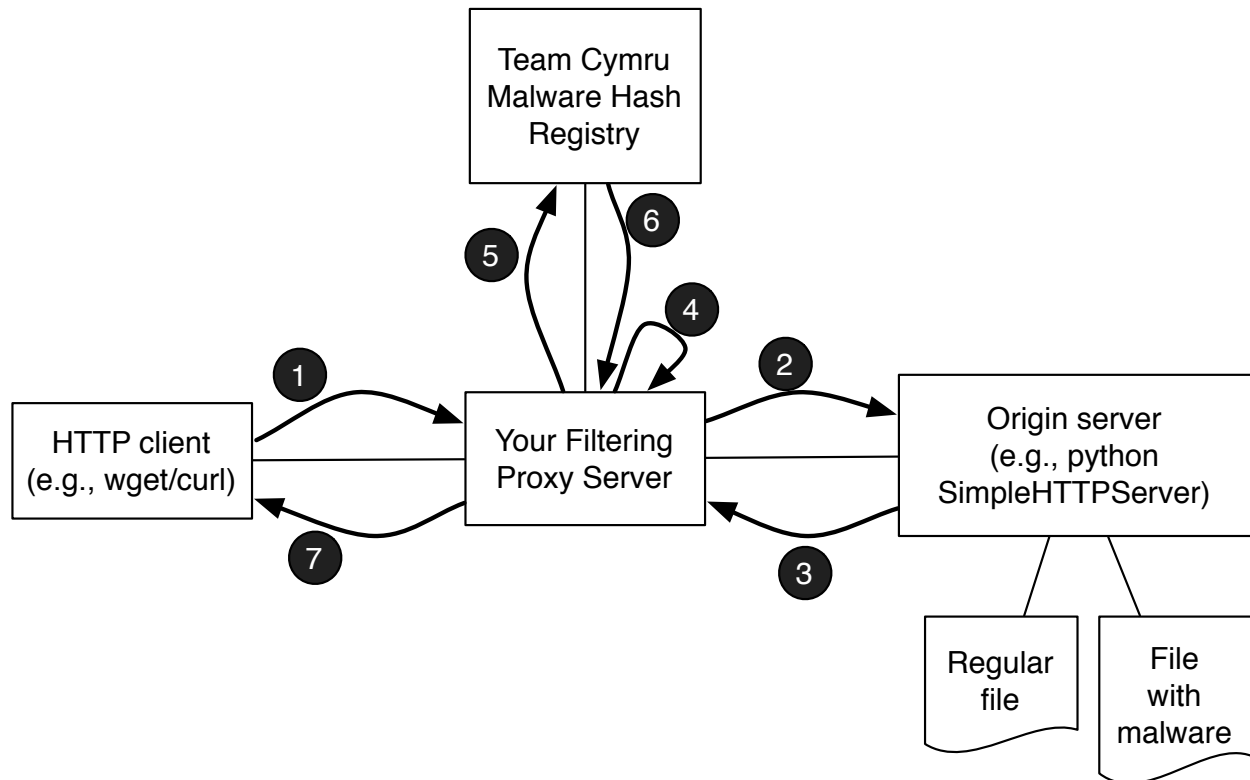 Team Cymru
Malware Hash
Registry
5
6
4
1
2
HTTP client
(e.g., wget/curl)
Your Filtering
Proxy Server
Origin server
(e.g., python
SimpleHTTPServer)
7
3
Regular
file
File
with
malware